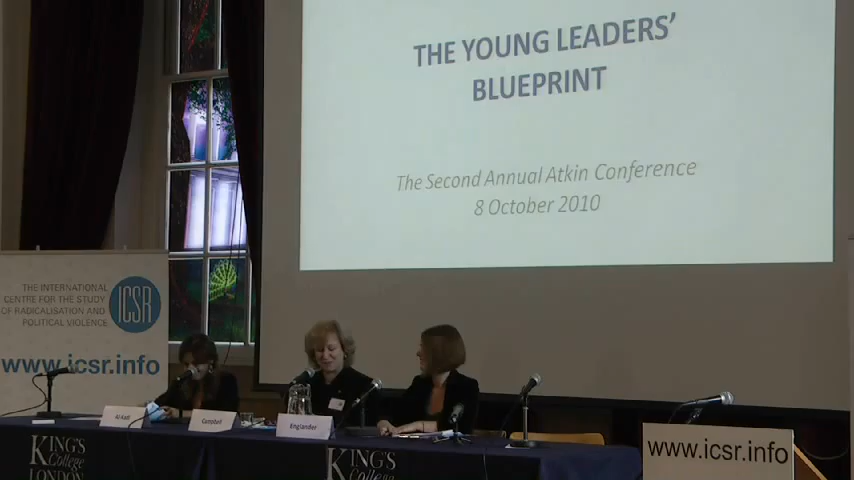 THE YOUNG LEADERS'
BLUEPRINT
The Second Annual Atkin Conference
8 October 2010
THE INTERNATIONAL
CENTRE FOR THE STUDY
OF RADICALISATION AND
POLITICAL VIOLENCE
ICSR
www.icsr.info
Al-Kadi
Campbell
Englander
KING'S
College
LONDON
KING'S
College
www.icsr.info